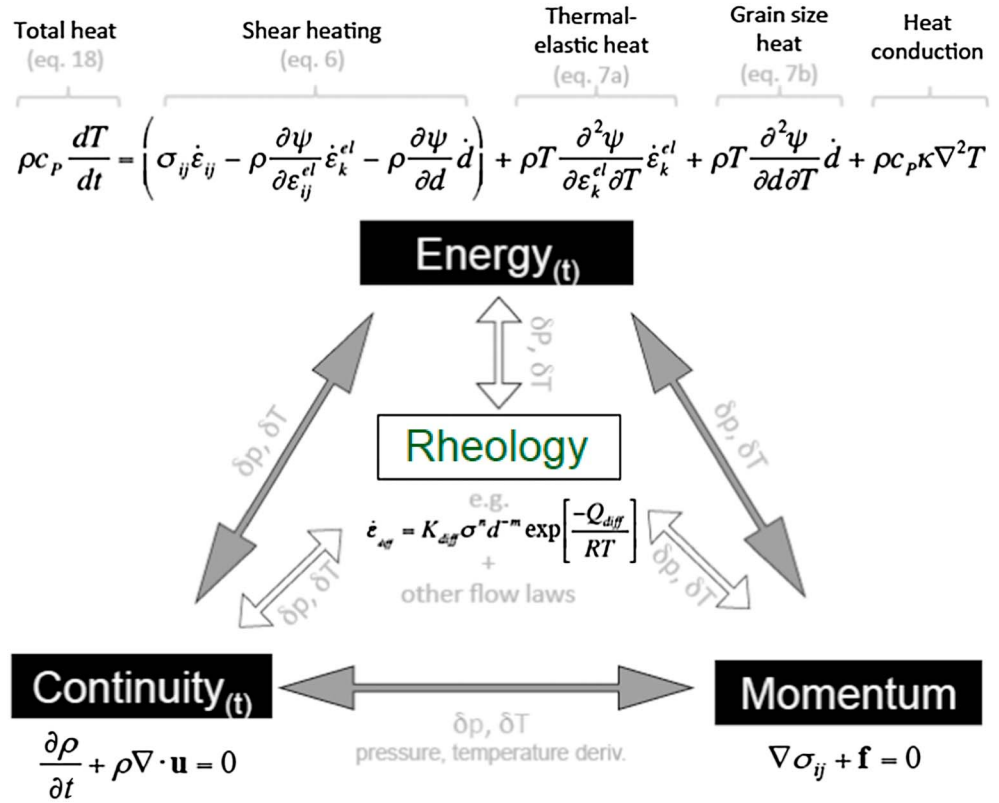 Total heat
(eq. 18)
Shear heating
(eq. 6)
Thermal-
elastic heat
(eq. 7a)
Grain size
heat
(eq. 7b)
Heat
conduction
ρc_P dT/dt = ( σ_ij ε̇_ij − ρ ∂ψ/∂ε_ij^el ε̇_k^el − ρ ∂ψ/∂d ḋ ) + ρT ∂²ψ/∂ε_k^el ∂T ε̇_k^el + ρT ∂²ψ/∂d∂T ḋ + ρc_P κ∇²T
Energy(t)
δP, δT
δp, δT
δp, δT
Rheology
e.g.
ε̇_diff = K_diff σ^n d^−m exp[−Q_diff/RT]
+
other flow laws
δp, δT
δp, δT
Continuity(t)
Momentum
δp, δT
pressure, temperature deriv.
∂ρ/∂t + ρ∇·u = 0
∇σ_ij + f = 0